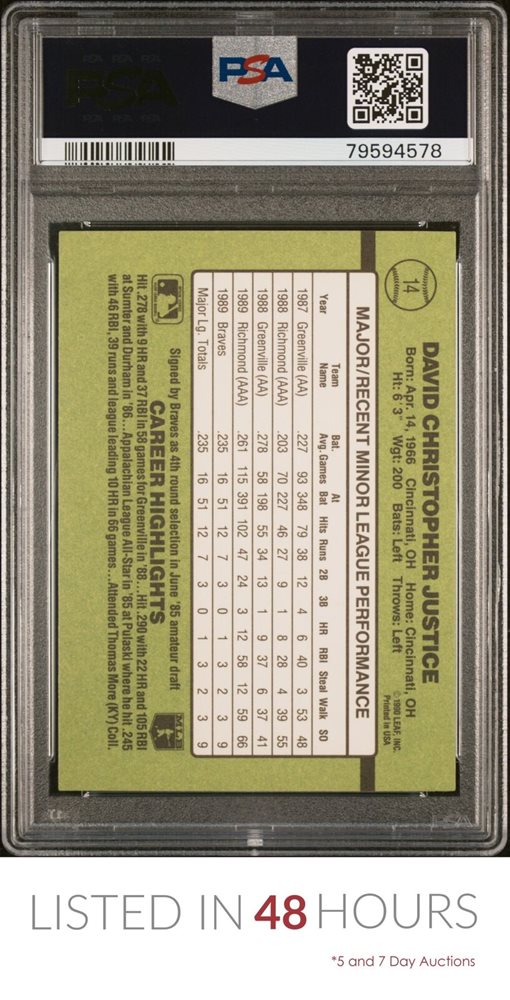 PSA
79594578
14
DAVID CHRISTOPHER JUSTICE
Born: Apr. 14, 1966 Cincinnati, OH Home: Cincinnati, OH
Ht: 6'3" Wgt: 200 Bats: Left Throws: Left
© 1990 LEAF, INC.
Printed in USA
MAJOR/RECENT MINOR LEAGUE PERFORMANCE
Year Team Name Bat. Avg. Games At Bat Hits Runs 2B 3B HR RBI Steal Walk SO
1987 Greenville (AA) .227 93 348 79 38 12 4 6 40 3 53 48
1988 Richmond (AAA) .203 70 227 46 27 9 1 8 28 4 39 55
1988 Greenville (AA) .278 58 198 55 34 13 1 9 37 6 37 41
1989 Richmond (AAA) .261 115 391 102 47 24 3 12 58 12 59 66
1989 Braves .235 16 51 12 7 3 0 1 3 2 3 9
Major Lg. Totals .235 16 51 12 7 3 0 1 3 2 3 9
Signed by Braves as 4th round selection in June '85 amateur draft
CAREER HIGHLIGHTS
Hit .278 with 9 HR and 37 RBI in 58 games for Greenville in '88...Hit .290 with 22 HR and 105 RBI
at Sumter and Durham in '86...Appalachian League All-Star in '85 at Pulaski where he hit .245
with 46 RBI, 39 runs and league leading 10 HR in 66 games...Attended Thomas More (KY) Coll.
LISTED IN 48 HOURS
*5 and 7 Day Auctions